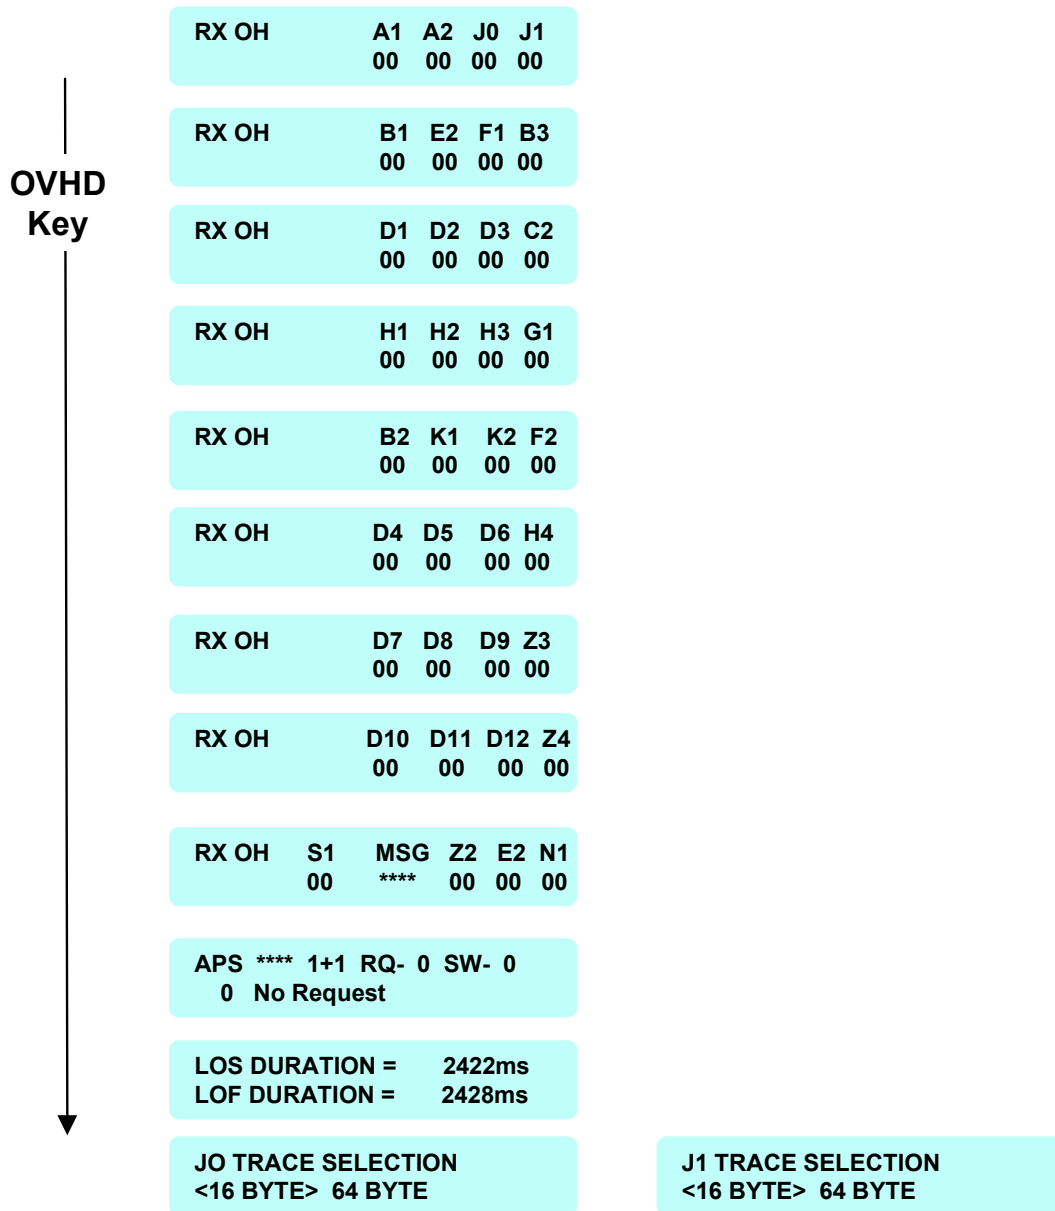 RX OH A1 A2 J0 J1
00 00 00 00
RX OH B1 E2 F1 B3
00 00 00 00
OVHD
Key
RX OH D1 D2 D3 C2
00 00 00 00
RX OH H1 H2 H3 G1
00 00 00 00
RX OH B2 K1 K2 F2
00 00 00 00
RX OH D4 D5 D6 H4
00 00 00 00
RX OH D7 D8 D9 Z3
00 00 00 00
RX OH D10 D11 D12 Z4
00 00 00 00
RX OH S1 MSG Z2 E2 N1
00 **** 00 00 00
APS **** 1+1 RQ- 0 SW- 0
0 No Request
LOS DURATION = 2422ms
LOF DURATION = 2428ms
JO TRACE SELECTION
<16 BYTE> 64 BYTE
J1 TRACE SELECTION
<16 BYTE> 64 BYTE